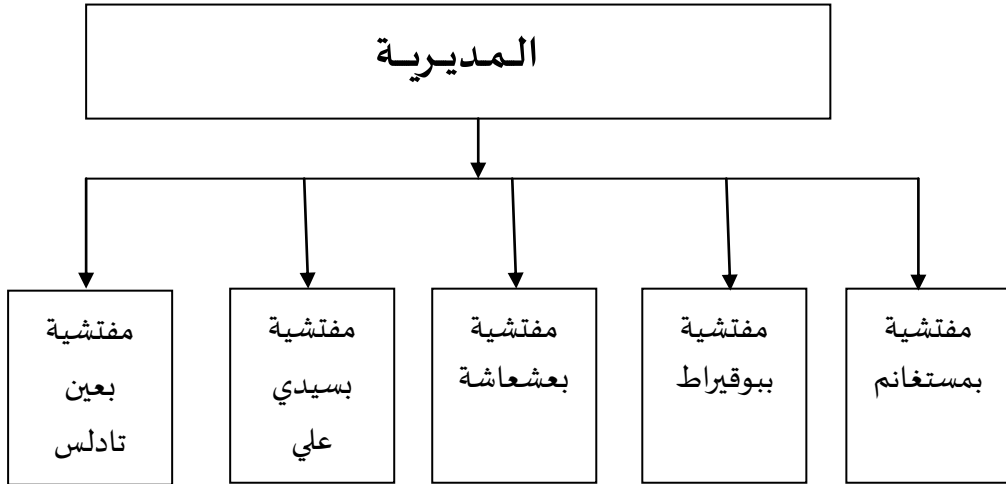 المديرية
مفتشية
بمستغانم
مفتشية
ببوقيراط
مفتشية
بعشعاشة
مفتشية
بسيدي
علي
مفتشية
بعين
تادلس